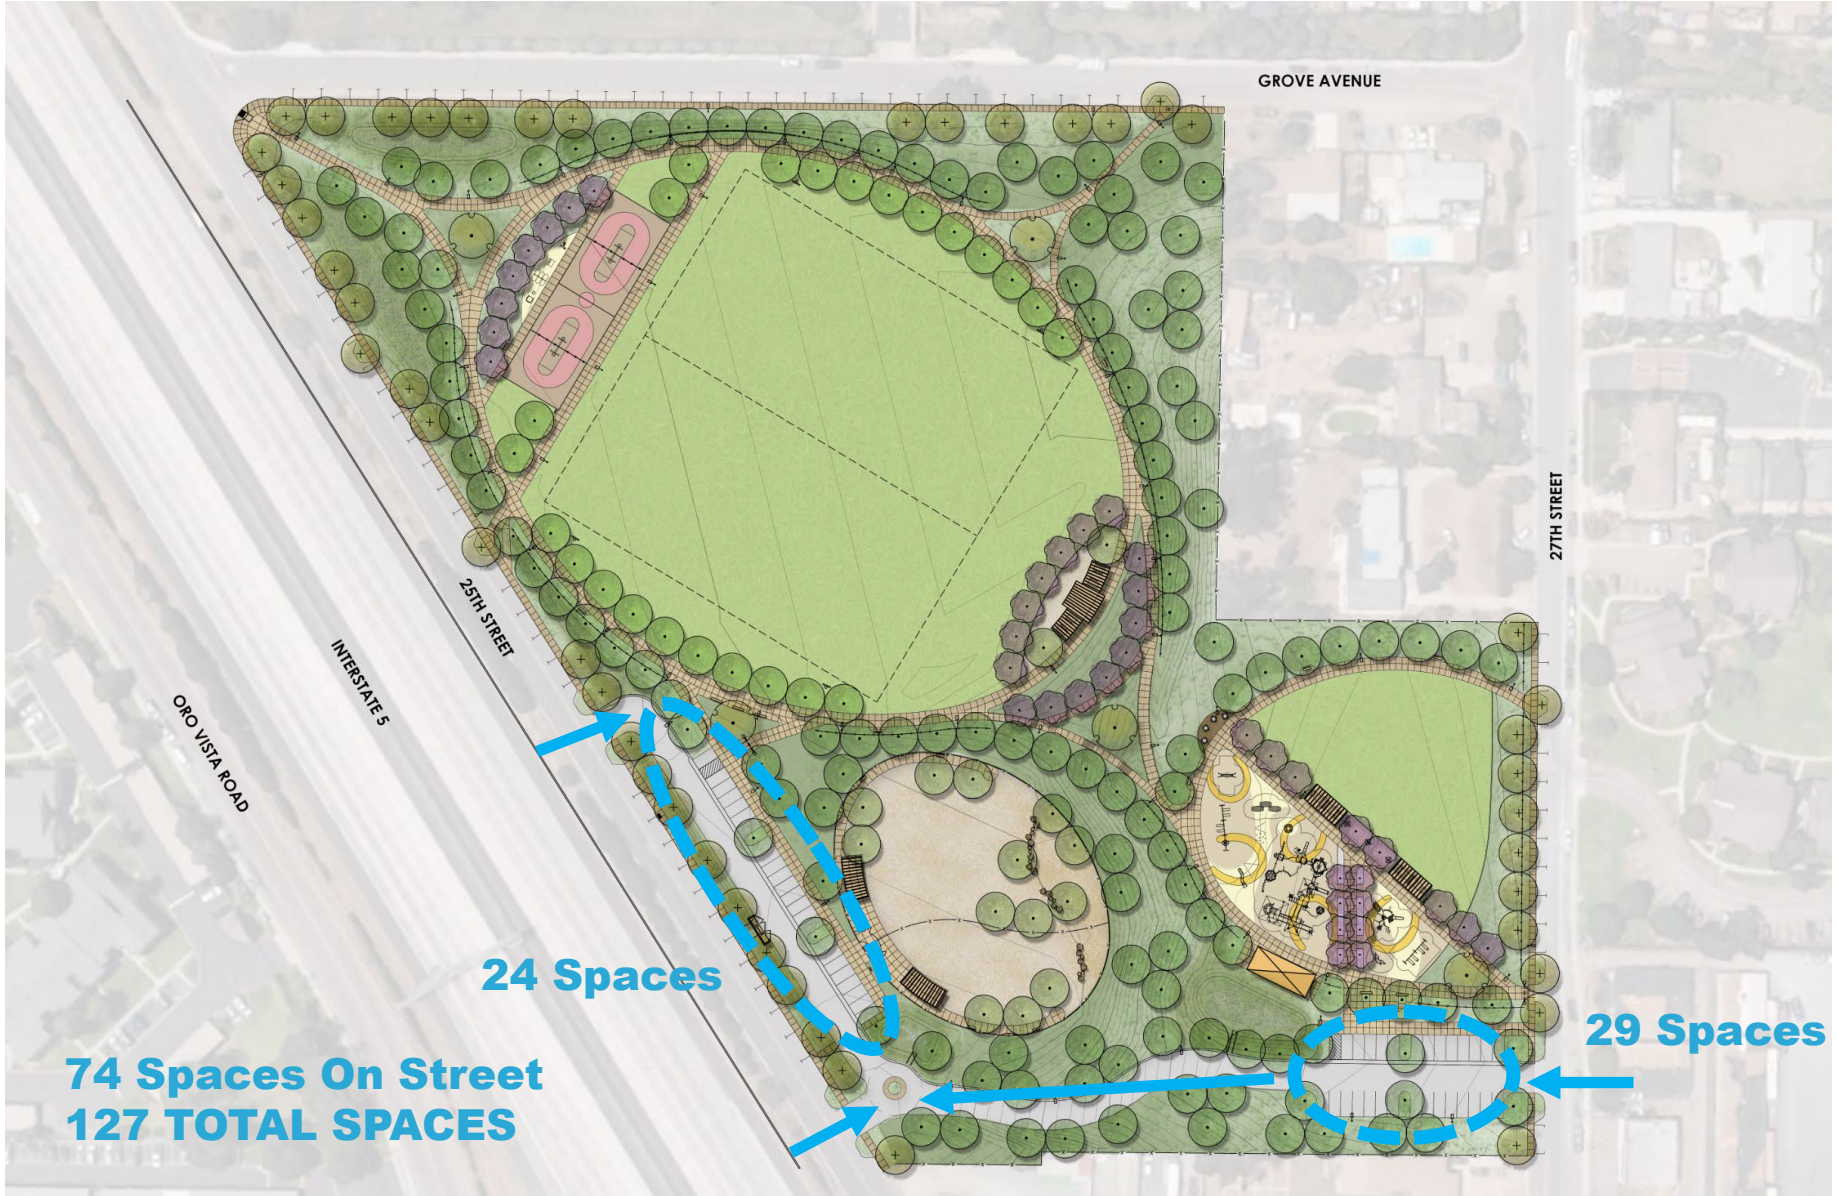 GROVE AVENUE
27TH STREET
25TH STREET
INTERSTATE 5
ORO VISTA ROAD
24 Spaces
29 Spaces
74 Spaces On Street
127 TOTAL SPACES